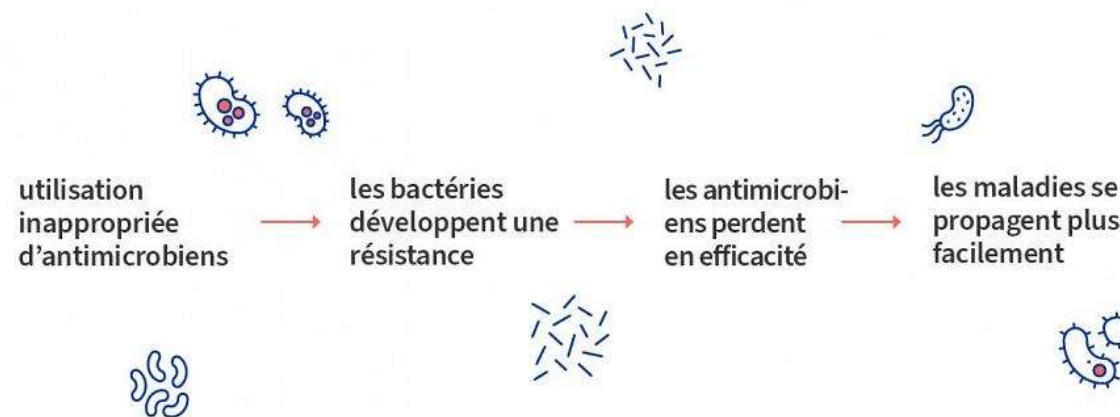 utilisation
inappropriée
d’antimicrobiens
les bactéries
développent une
résistance
les antimicrobi-
ens perdent
en efficacité
les maladies se
propagent plus
facilement